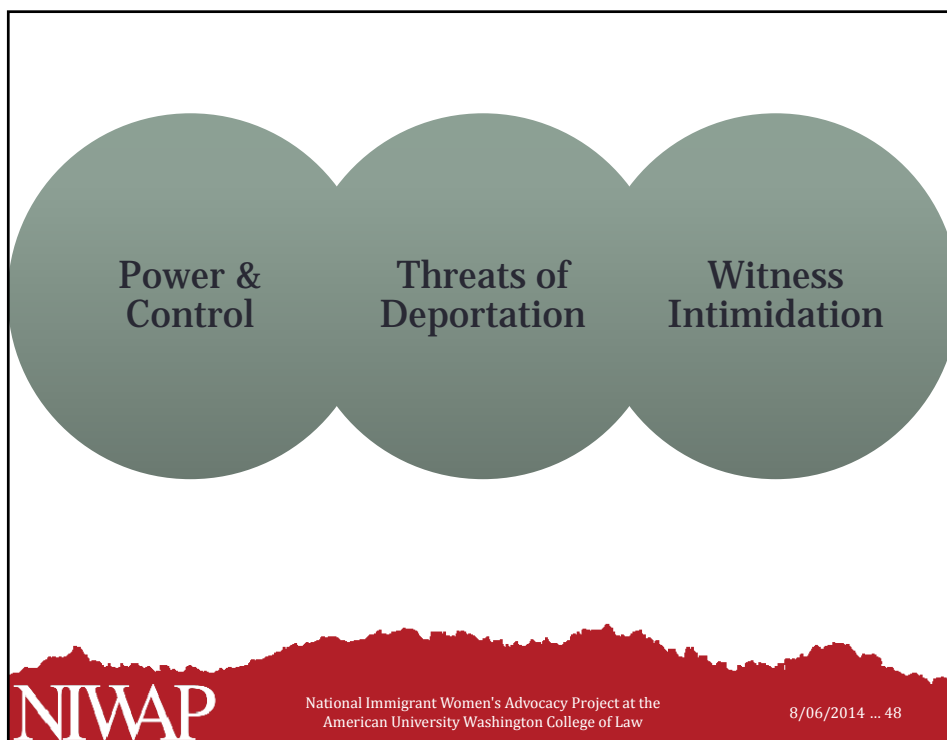 Power &
Control
Threats of
Deportation
Witness
Intimidation
NIWAP
National Immigrant Women's Advocacy Project at the
American University Washington College of Law
8/06/2014 ... 48